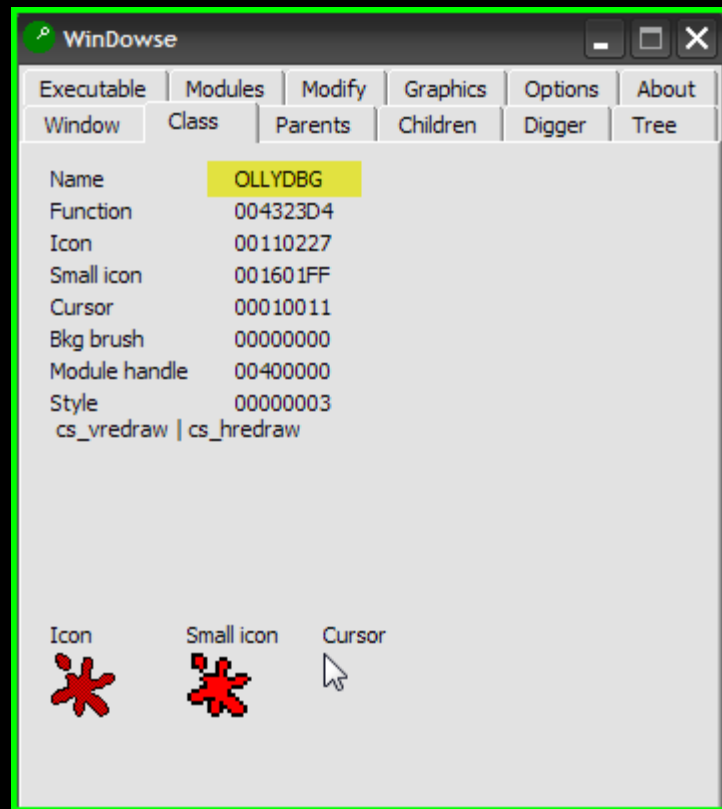 WinDowse
Executable Modules Modify Graphics Options About
Window Class Parents Children Digger Tree
Name OLLYDBG
Function 004323D4
Icon 00110227
Small icon 001601FF
Cursor 00010011
Bkg brush 00000000
Module handle 00400000
Style 00000003
cs_vredraw | cs_hredraw
Icon Small icon Cursor